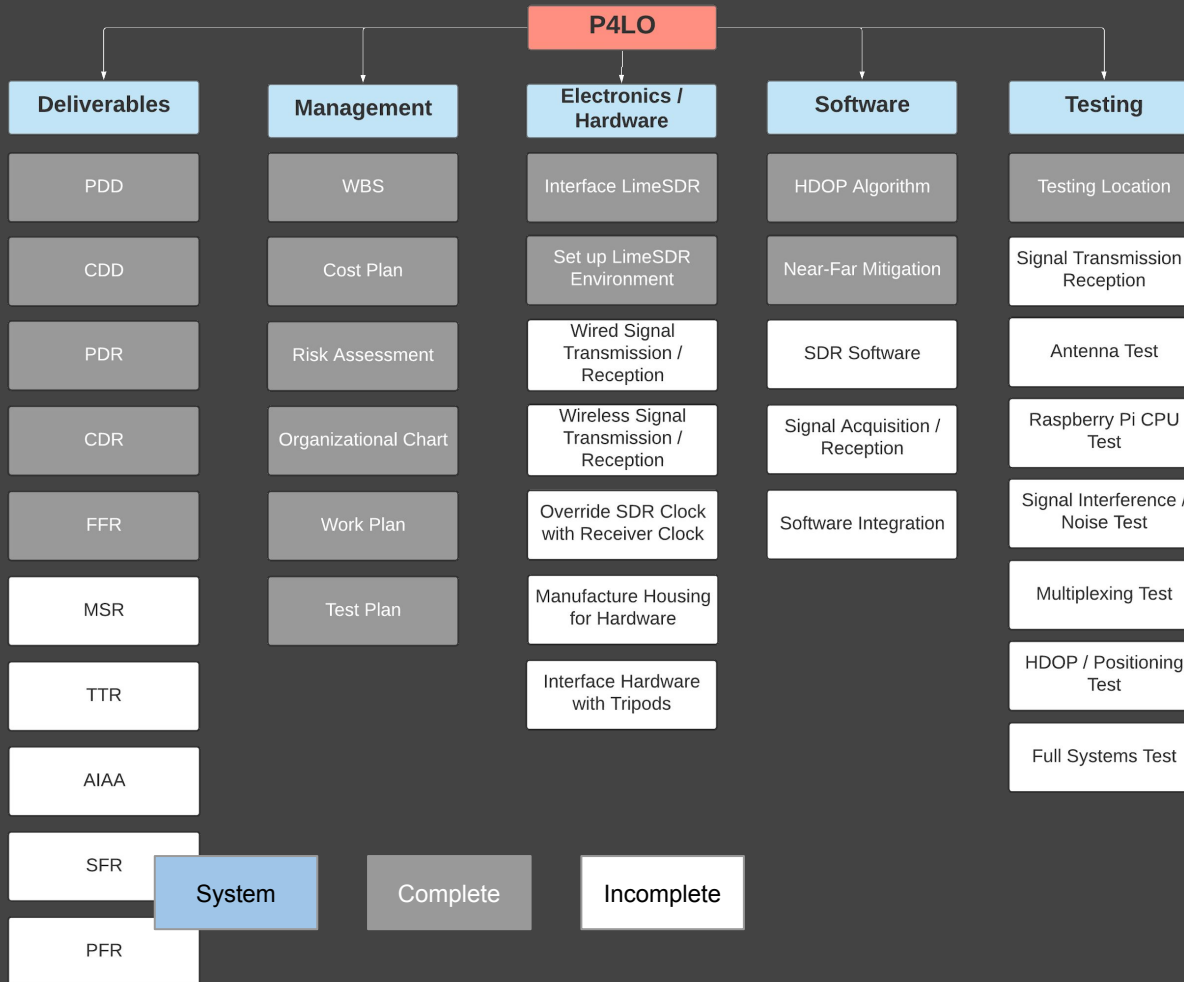 P4LO
Deliverables
PDD
CDD
PDR
CDR
FFR
MSR
TTR
AIAA
SFR
PFR
Management
WBS
Cost Plan
Risk Assessment
Organizational Chart
Work Plan
Test Plan
Electronics /
Hardware
Interface LimeSDR
Set up LimeSDR
Environment
Wired Signal
Transmission /
Reception
Wireless Signal
Transmission /
Reception
Override SDR Clock
with Receiver Clock
Manufacture Housing
for Hardware
Interface Hardware
with Tripods
Software
HDOP Algorithm
Near-Far Mitigation
SDR Software
Signal Acquisition /
Reception
Software Integration
Testing
Testing Location
Signal Transmission
Reception
Antenna Test
Raspberry Pi CPU
Test
Signal Interference /
Noise Test
Multiplexing Test
HDOP / Positioning
Test
Full Systems Test
System
Complete
Incomplete